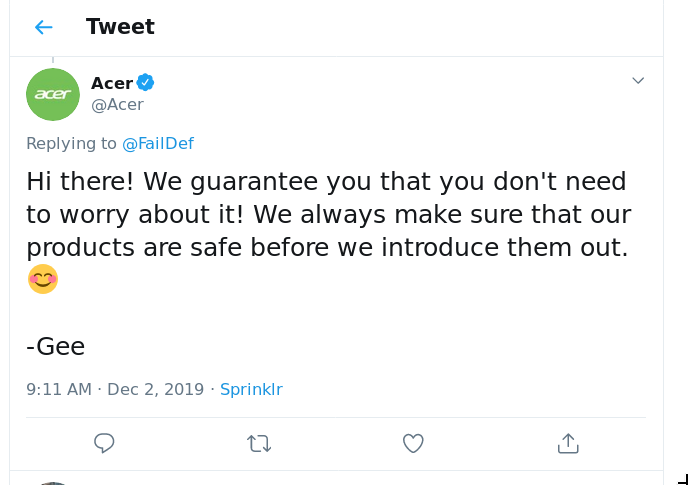 Tweet
acer
Acer
@Acer
Replying to @FailDef
Hi there! We guarantee you that you don't need
to worry about it! We always make sure that our
products are safe before we introduce them out.
😊
-Gee
9:11 AM · Dec 2, 2019 · Sprinklr